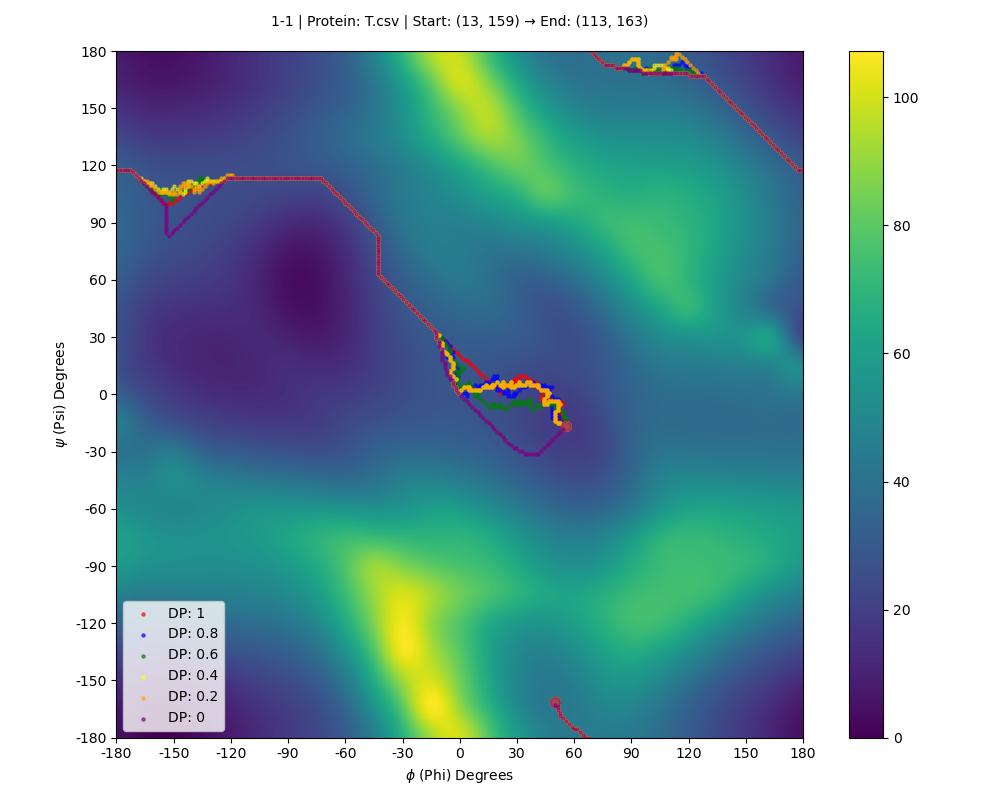 1-1 | Protein: T.csv | Start: (13, 159) → End: (113, 163)
180
150
120
90
60
30
0
-30
-60
-90
-120
-150
-180
ψ (Psi) Degrees
-180 -150 -120 -90 -60 -30 0 30 60 90 120 150 180
ϕ (Phi) Degrees
DP: 1
DP: 0.8
DP: 0.6
DP: 0.4
DP: 0.2
DP: 0
100
80
60
40
20
0